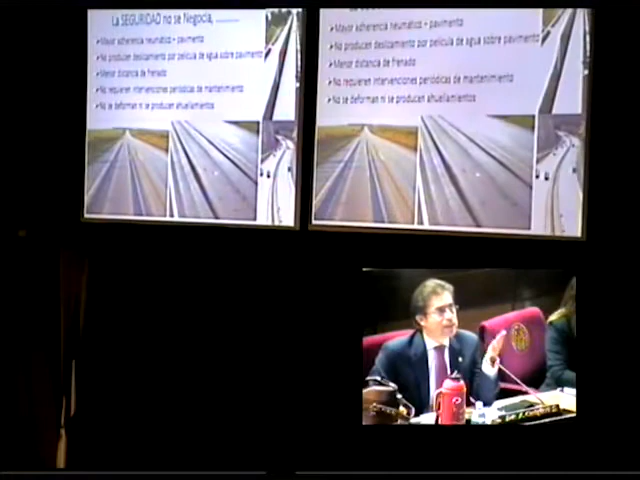 La SEGURIDAD no se Negocia, ........
➢Mayor adherencia neumático – pavimento
➢No producen deslizamiento por película de agua sobre pavimento
➢Menor distancia de frenado
➢No requieren intervenciones periódicas de mantenimiento
➢No se deforman ni se producen ahuellamientos
➢Mayor adherencia neumático – pavimento
➢No producen deslizamiento por película de agua sobre pavimento
➢Menor distancia de frenado
➢No requieren intervenciones periódicas de mantenimiento
➢No se deforman ni se producen ahuellamientos